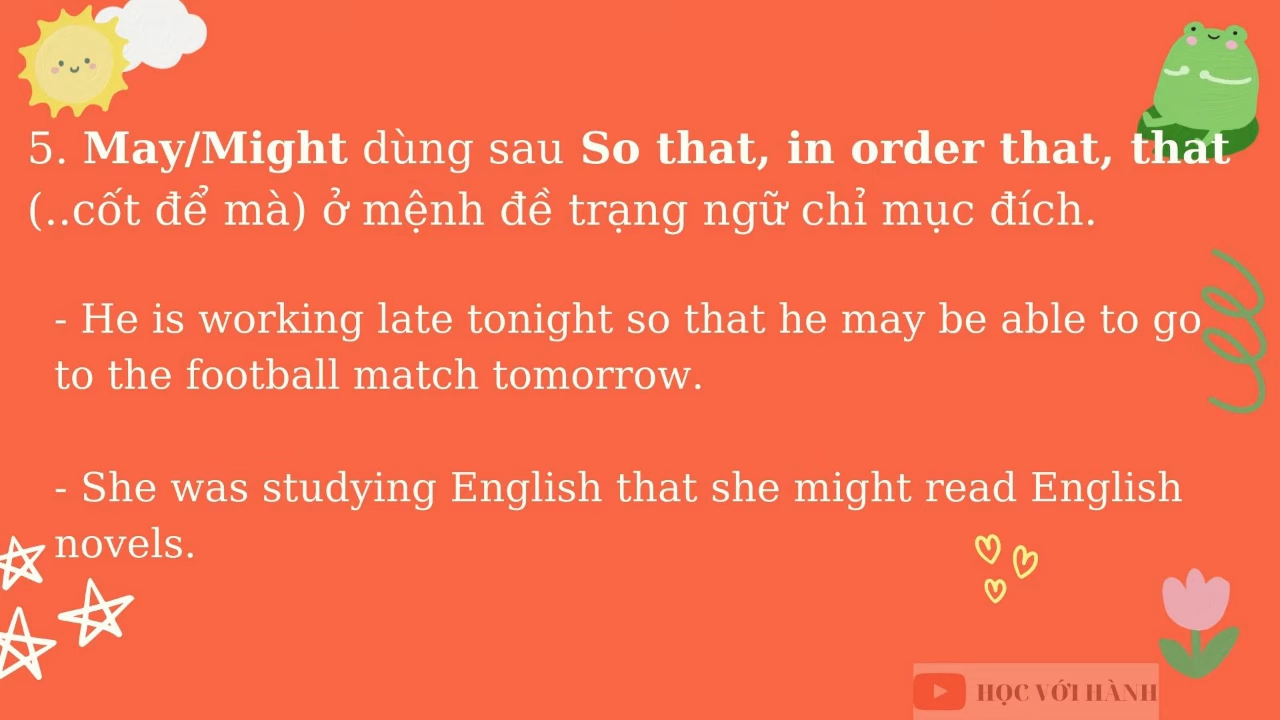 5. May/Might dùng sau So that, in order that, that
(..cốt để mà) ở mệnh đề trạng ngữ chỉ mục đích.
- He is working late tonight so that he may be able to go
to the football match tomorrow.
- She was studying English that she might read English
novels.
HỌC VỚI HÀNH